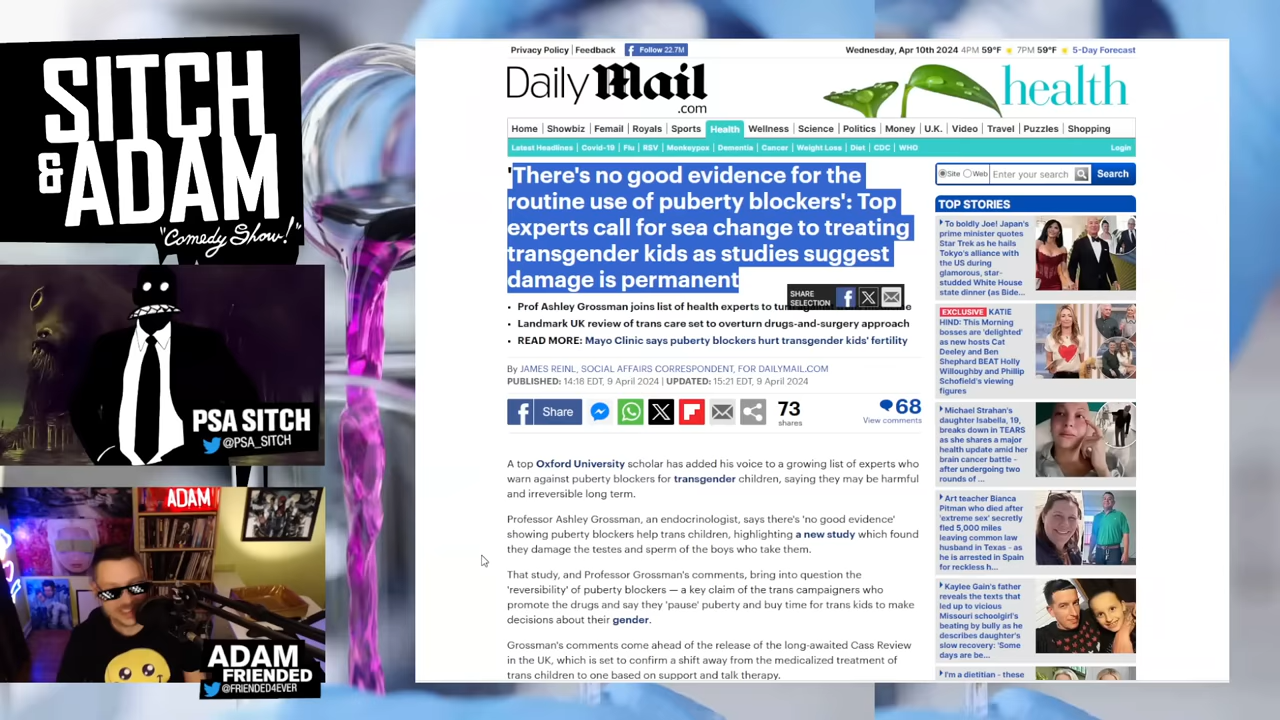 SITCH
& ADAM
"Comedy Show!"
PSA SITCH
@PSA_SITCH
ADAM
ADAM
FRIENDED
@FRIENDED4EVER
Privacy Policy | Feedback
Follow 22.7M
Wednesday, Apr 10th 2024 4PM 59°F 7PM 59°F 5-Day Forecast
Daily Mail
.com
health
Home Showbiz Femail Royals Sports Health Wellness Science Politics Money U.K. Video Travel Puzzles Shopping
Latest Headlines Covid-19 Flu RSV Monkeypox Dementia Cancer Weight Loss Diet CDC WHO Login
'There's no good evidence for the
routine use of puberty blockers': Top
experts call for sea change to treating
transgender kids as studies suggest
damage is permanent
SHARE
SELECTION
• Prof Ashley Grossman joins list of health experts to
• Landmark UK review of trans care set to overturn drugs-and-surgery approach
• READ MORE: Mayo Clinic says puberty blockers hurt transgender kids' fertility
By JAMES REINL, SOCIAL AFFAIRS CORRESPONDENT, FOR DAILYMAIL.COM
PUBLISHED: 14:18 EDT, 9 April 2024 | UPDATED: 15:21 EDT, 9 April 2024
Share
73
shares
68
View comments
A top Oxford University scholar has added his voice to a growing list of experts who
warn against puberty blockers for transgender children, saying they may be harmful
and irreversible long term.
Professor Ashley Grossman, an endocrinologist, says there's 'no good evidence'
showing puberty blockers help trans children, highlighting a new study which found
they damage the testes and sperm of the boys who take them.
That study, and Professor Grossman's comments, bring into question the
'reversibility' of puberty blockers — a key claim of the trans campaigners who
promote the drugs and say they 'pause' puberty and buy time for trans kids to make
decisions about their gender.
Grossman's comments come ahead of the release of the long-awaited Cass Review
in the UK, which is set to confirm a shift away from the medicalized treatment of
trans children to one based on support and talk therapy.
Site Web Enter your search Search
TOP STORIES
To boldly Joe! Japan's
prime minister quotes
Star Trek as he hails
Tokyo's alliance with
the US during
glamorous, star-
studded White House
state dinner (as Bide...
EXCLUSIVE KATIE
HIND: This Morning
bosses are 'delighted'
as new hosts Cat
Deeley and Ben
Shephard BEAT Holly
Willoughby and Phillip
Schofield's viewing
figures
Michael Strahan's
daughter Isabella, 19,
breaks down in TEARS
as she shares a major
health update amid her
brain cancer battle -
after undergoing two
rounds of ...
Art teacher Bianca
Pitman who died after
'extreme sex' secretly
fled 5,000 miles
leaving common law
husband in Texas - as
he is arrested in Spain
for reckless h...
Kaylee Gain's father
reveals the texts that
led up to vicious
Missouri schoolgirl's
beating by bully as he
describes daughter's
slow recovery: 'Some
days are be...
I'm a dietitian - these